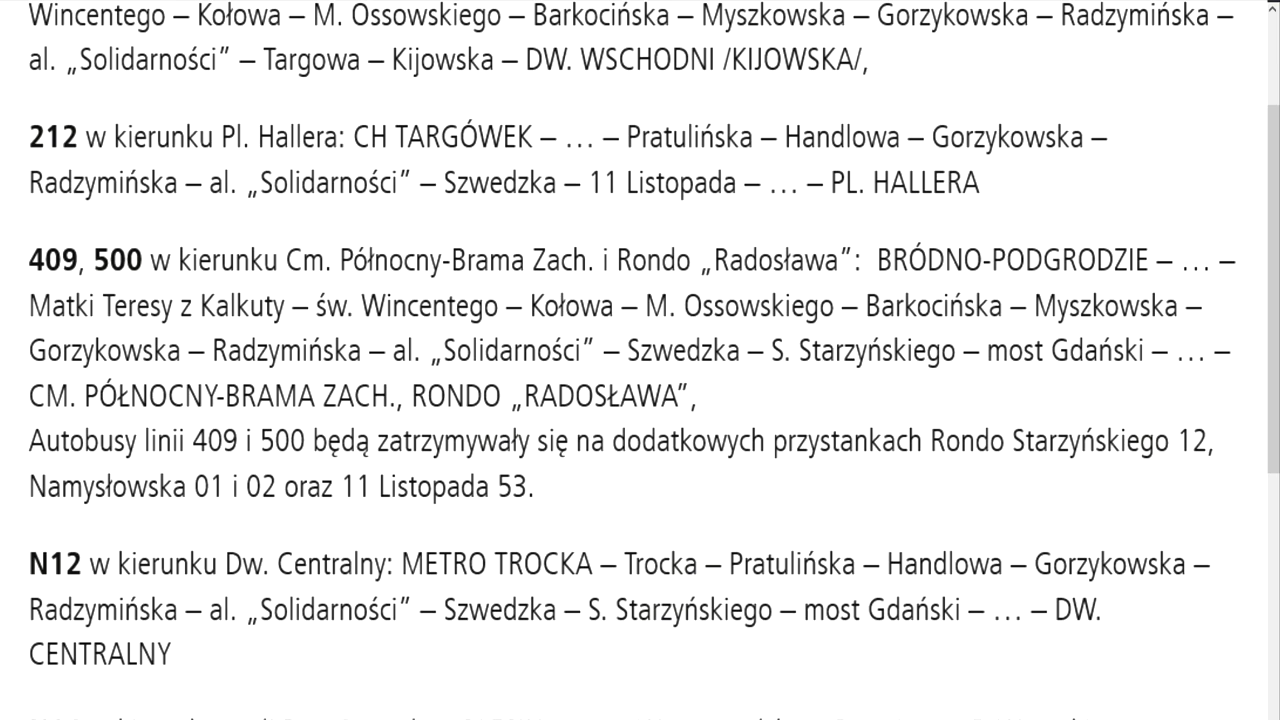 Wincentego – Kołowa – M. Ossowskiego – Barkocińska – Myszkowska – Gorzykowska – Radzymińska –
al. „Solidarności” – Targowa – Kijowska – DW. WSCHODNI /KIJOWSKA/,
212 w kierunku Pl. Hallera: CH TARGÓWEK – … – Pratulińska – Handlowa – Gorzykowska –
Radzymińska – al. „Solidarności” – Szwedzka – 11 Listopada – … – PL. HALLERA
409, 500 w kierunku Cm. Północny-Brama Zach. i Rondo „Radosława”:  BRÓDNO-PODGRODZIE – … –
Matki Teresy z Kalkuty – św. Wincentego – Kołowa – M. Ossowskiego – Barkocińska – Myszkowska –
Gorzykowska – Radzymińska – al. „Solidarności” – Szwedzka – S. Starzyńskiego – most Gdański – … –
CM. PÓŁNOCNY-BRAMA ZACH., RONDO „RADOSŁAWA”,
Autobusy linii 409 i 500 będą zatrzymywały się na dodatkowych przystankach Rondo Starzyńskiego 12,
Namysłowska 01 i 02 oraz 11 Listopada 53.
N12 w kierunku Dw. Centralny: METRO TROCKA – Trocka – Pratulińska – Handlowa – Gorzykowska –
Radzymińska – al. „Solidarności” – Szwedzka – S. Starzyńskiego – most Gdański – … – DW.
CENTRALNY